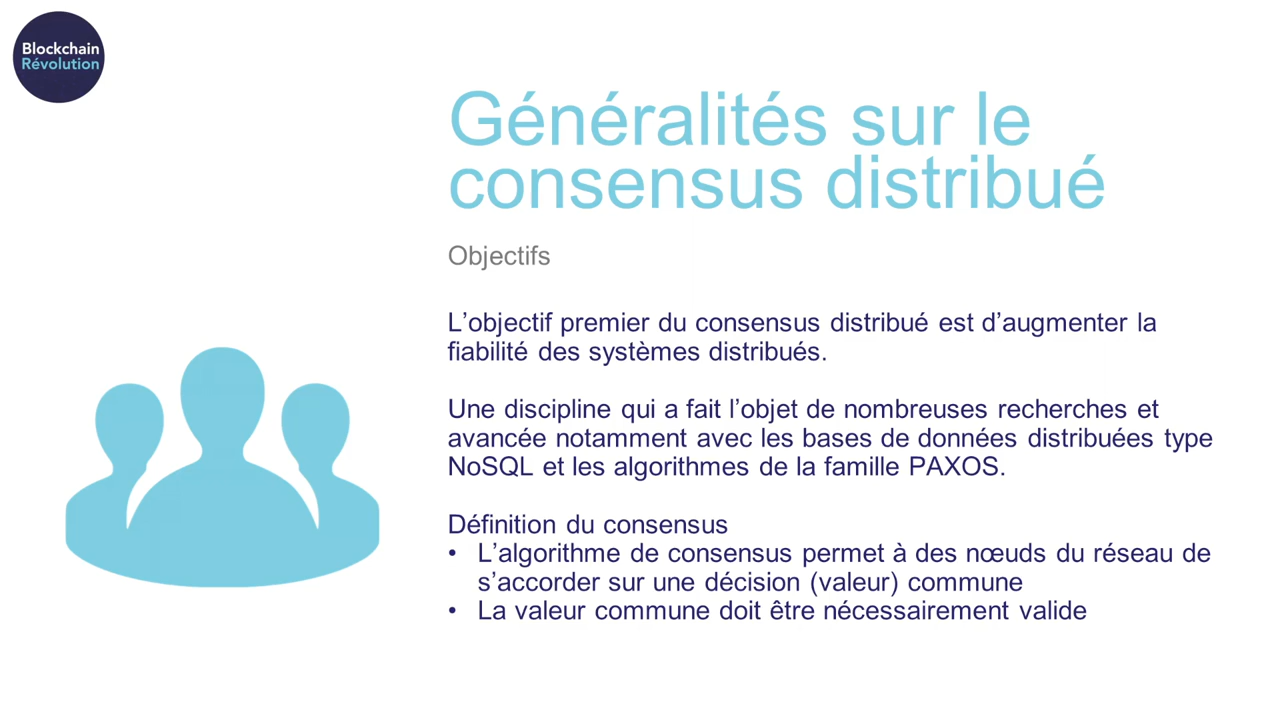 Blockchain
Révolution
Généralités sur le
consensus distribué
Objectifs
L’objectif premier du consensus distribué est d’augmenter la
fiabilité des systèmes distribués.
Une discipline qui a fait l’objet de nombreuses recherches et
avancée notamment avec les bases de données distribuées type
NoSQL et les algorithmes de la famille PAXOS.
Définition du consensus
• L’algorithme de consensus permet à des nœuds du réseau de
s’accorder sur une décision (valeur) commune
• La valeur commune doit être nécessairement valide